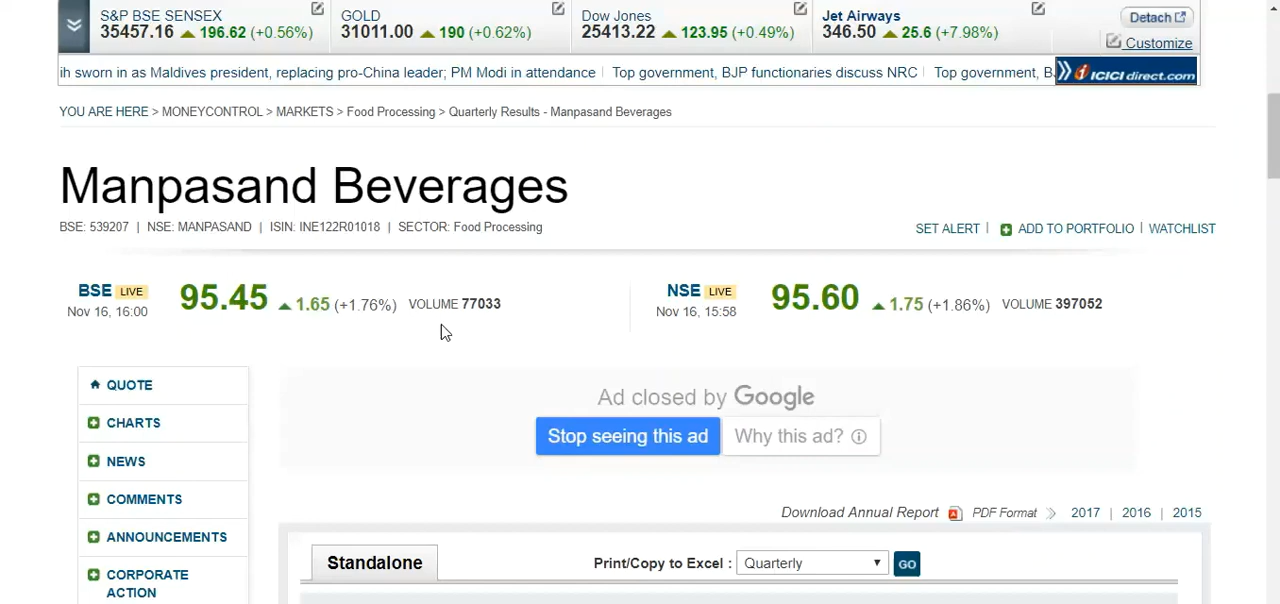 S&P BSE SENSEX
35457.16 196.62 (+0.56%)
GOLD
31011.00 190 (+0.62%)
Dow Jones
25413.22 123.95 (+0.49%)
Jet Airways
346.50 25.6 (+7.98%)
Detach
Customize
ih sworn in as Maldives president, replacing pro-China leader; PM Modi in attendance | Top government, BJP functionaries discuss NRC | Top government, BJ
ICICI direct.com
YOU ARE HERE > MONEYCONTROL > MARKETS > Food Processing > Quarterly Results - Manpasand Beverages
Manpasand Beverages
BSE: 539207 | NSE: MANPASAND | ISIN: INE122R01018 | SECTOR: Food Processing
SET ALERT | ADD TO PORTFOLIO | WATCHLIST
BSE LIVE
Nov 16, 16:00
95.45 1.65 (+1.76%) VOLUME 77033
NSE LIVE
Nov 16, 15:58
95.60 1.75 (+1.86%) VOLUME 397052
QUOTE
CHARTS
NEWS
COMMENTS
ANNOUNCEMENTS
CORPORATE
ACTION
Ad closed by Google
Stop seeing this ad
Why this ad?
Download Annual Report PDF Format 2017 | 2016 | 2015
Standalone
Print/Copy to Excel : Quarterly GO